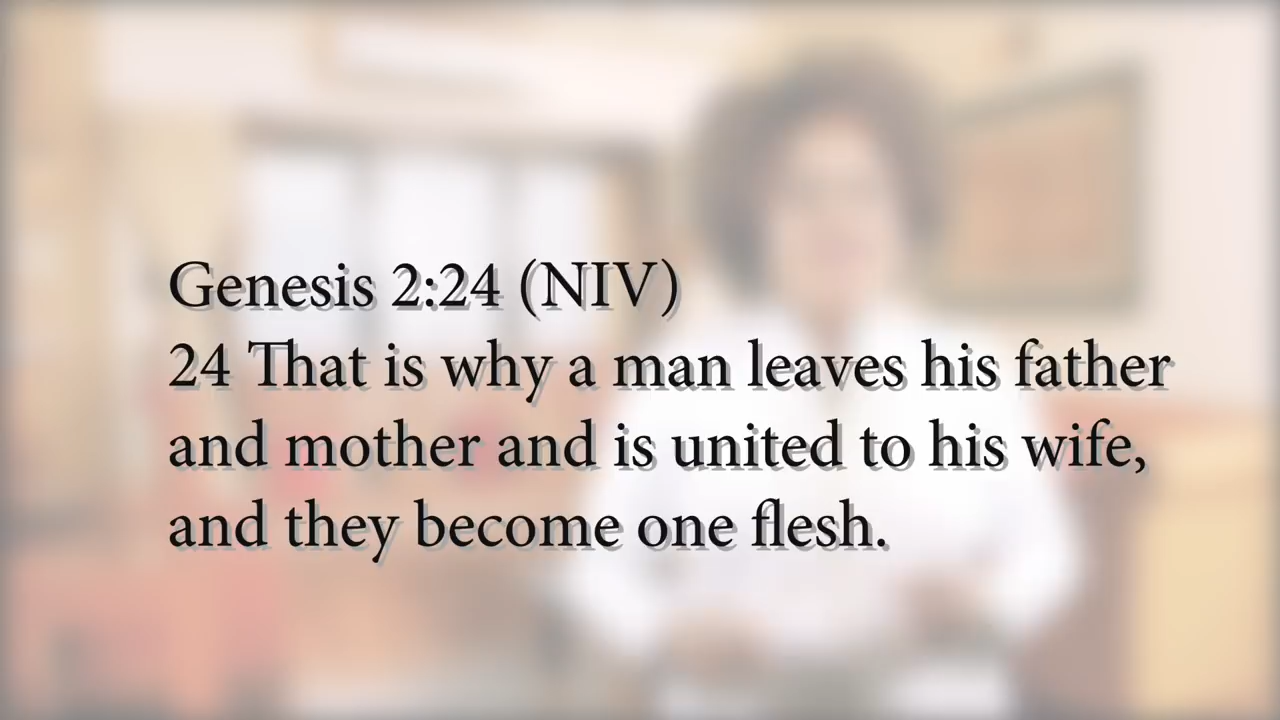 Genesis 2:24 (NIV)
24 That is why a man leaves his father
and mother and is united to his wife,
and they become one flesh.